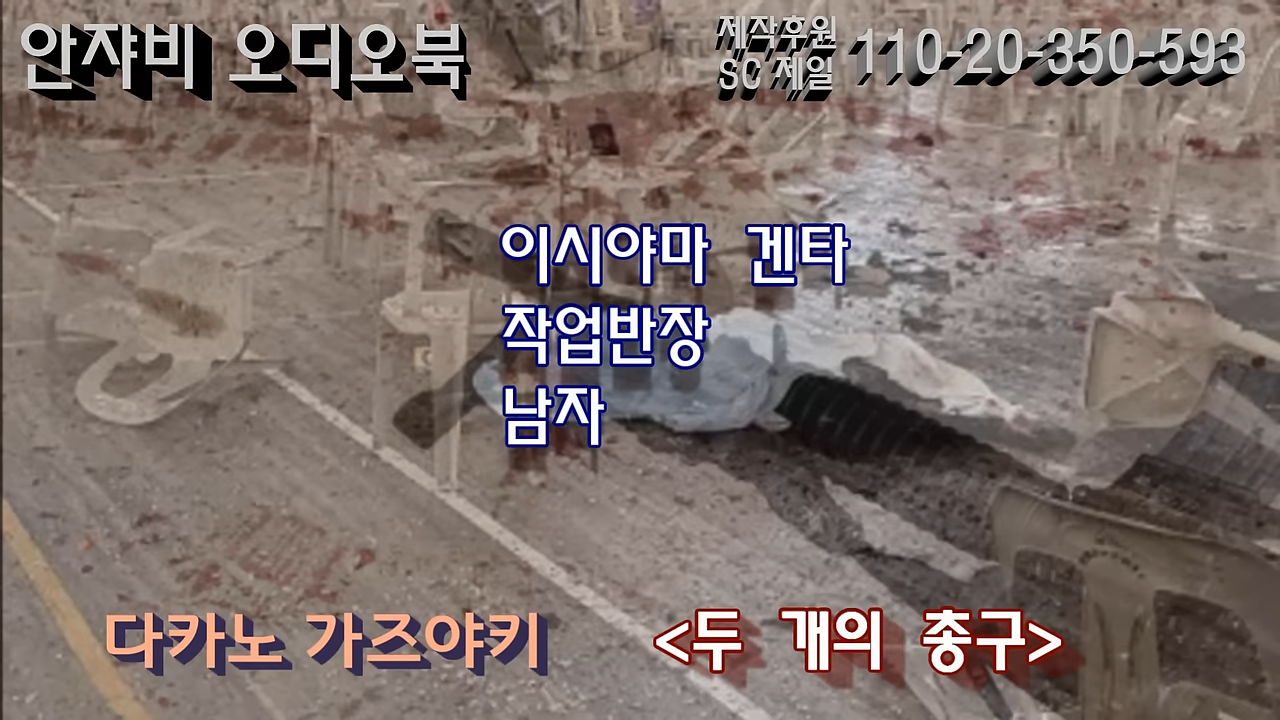 안쟈비 오디오북
제작후원
SC 제일
110-20-350-593
이시야마 겐타
작업반장
남자
다카노 가즈야키
<두 개의 총구>